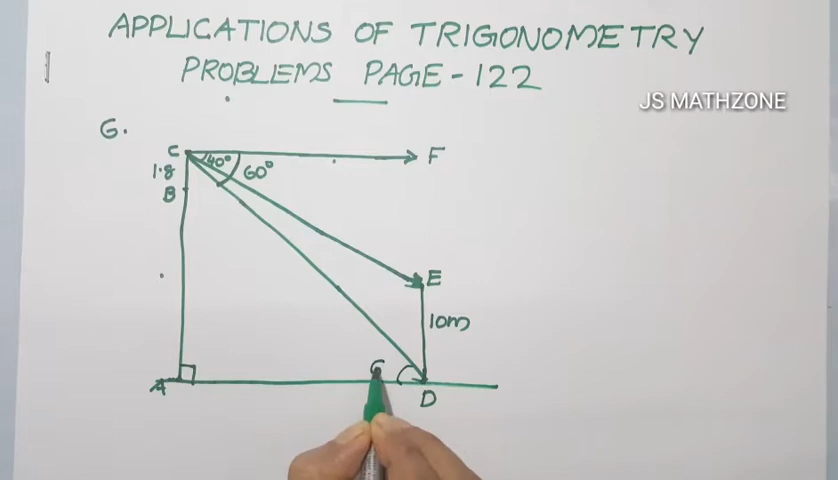 APPLICATIONS OF TRIGONOMETRY
PROBLEMS PAGE-122
JS MATHZONE
6.
C 40° 60° F
1.8
B
E
10m
A
D